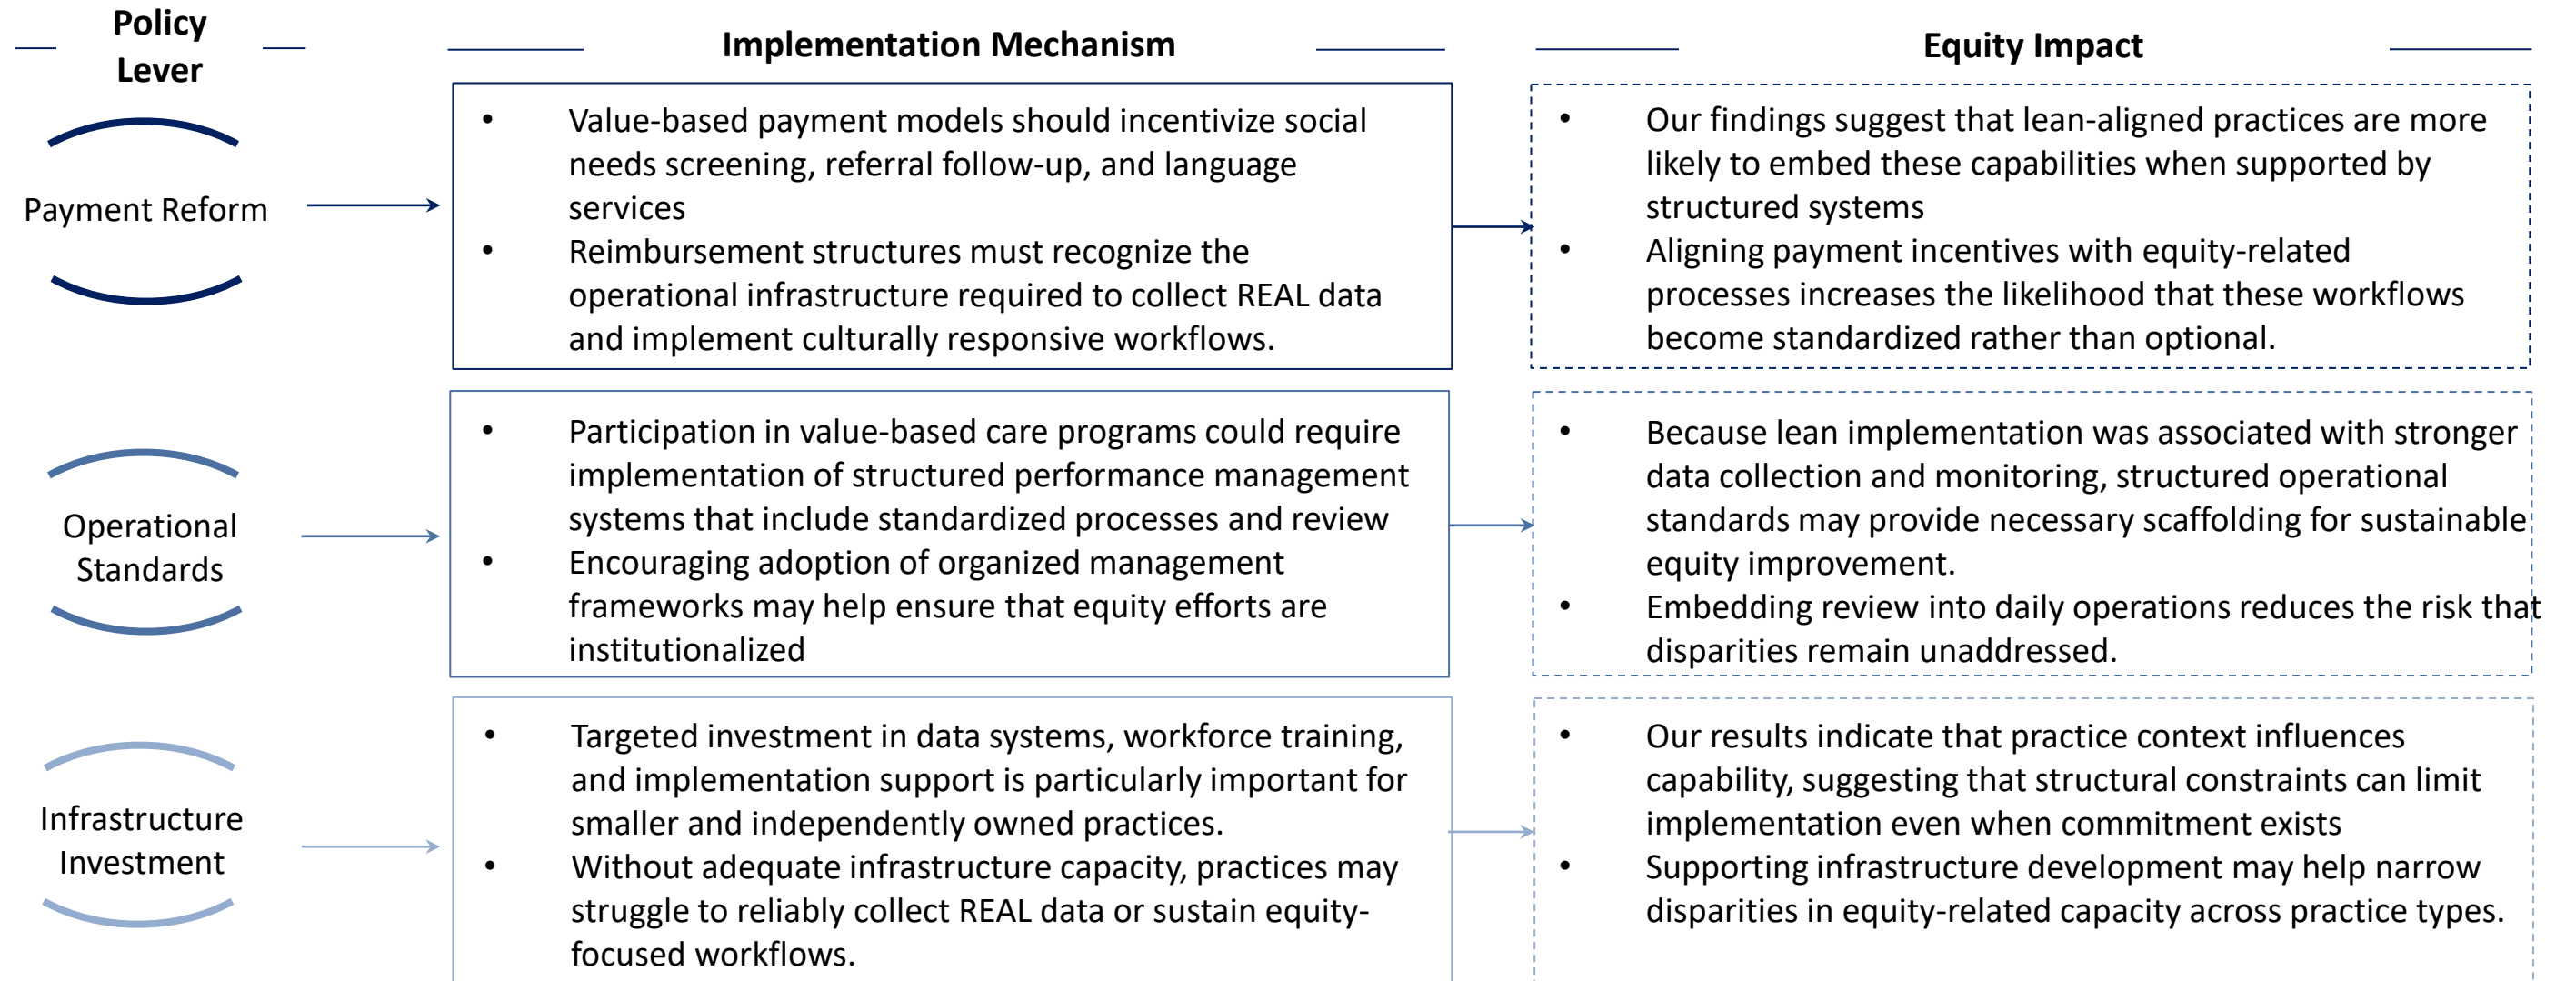 Policy
Lever
Implementation Mechanism
Equity Impact
Payment Reform
• Value-based payment models should incentivize social
needs screening, referral follow-up, and language
services
• Reimbursement structures must recognize the
operational infrastructure required to collect REAL data
and implement culturally responsive workflows.
• Our findings suggest that lean-aligned practices are more
likely to embed these capabilities when supported by
structured systems
• Aligning payment incentives with equity-related
processes increases the likelihood that these workflows
become standardized rather than optional.
Operational
Standards
• Participation in value-based care programs could require
implementation of structured performance management
systems that include standardized processes and review
• Encouraging adoption of organized management
frameworks may help ensure that equity efforts are
institutionalized
• Because lean implementation was associated with stronger
data collection and monitoring, structured operational
standards may provide necessary scaffolding for sustainable
equity improvement.
• Embedding review into daily operations reduces the risk that
disparities remain unaddressed.
Infrastructure
Investment
• Targeted investment in data systems, workforce training,
and implementation support is particularly important for
smaller and independently owned practices.
• Without adequate infrastructure capacity, practices may
struggle to reliably collect REAL data or sustain equity-
focused workflows.
• Our results indicate that practice context influences
capability, suggesting that structural constraints can limit
implementation even when commitment exists
• Supporting infrastructure development may help narrow
disparities in equity-related capacity across practice types.